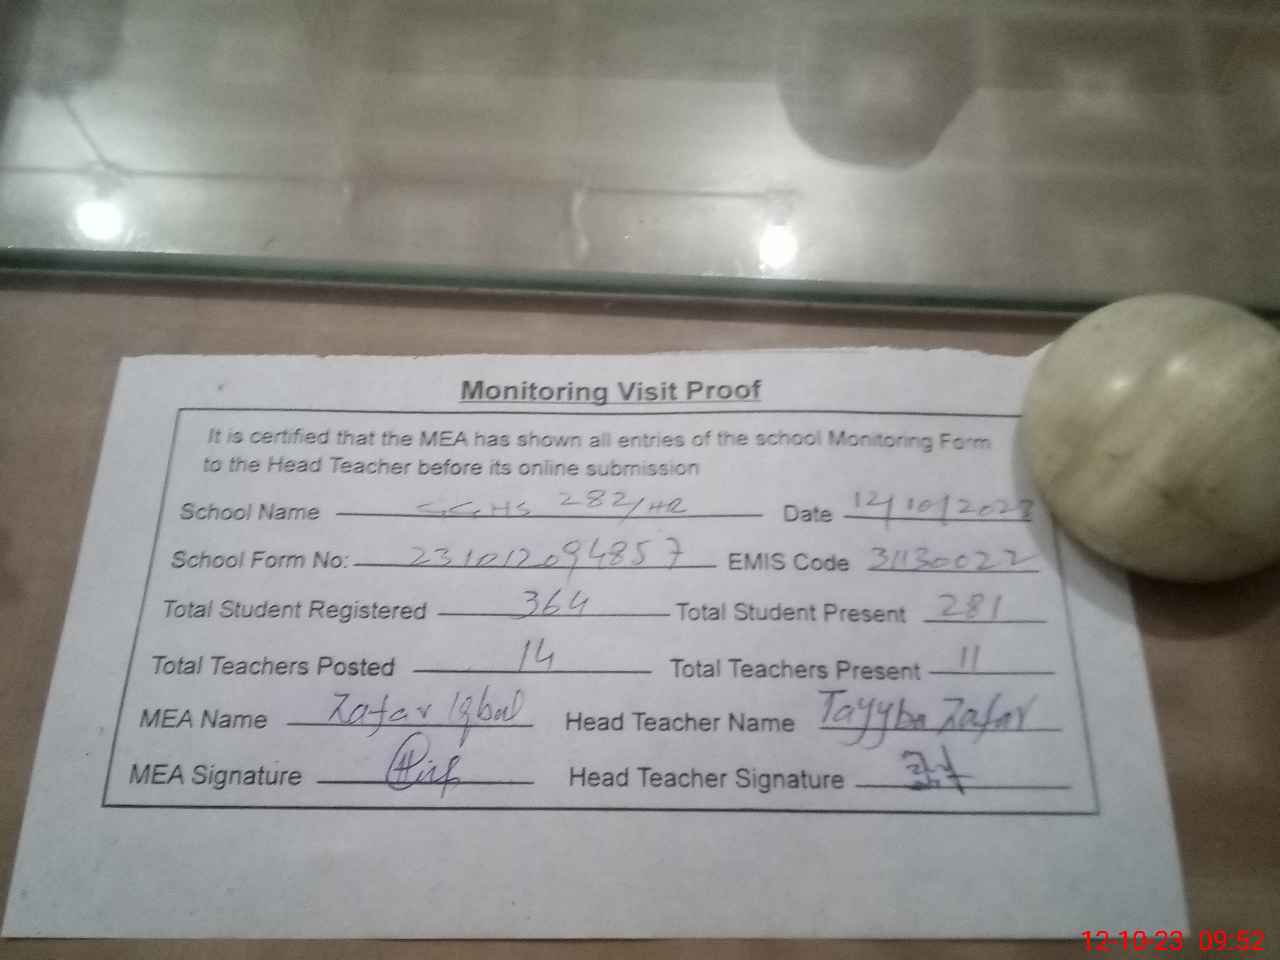 Monitoring Visit Proof
It is certified that the MEA has shown all entries of the school Monitoring Form
to the Head Teacher before its online submission
School Name GGHS 282/HR Date 12/10/2023
School Form No: 231012094857 EMIS Code 31130022
Total Student Registered 364 Total Student Present 281
Total Teachers Posted 14 Total Teachers Present 11
MEA Name Zafar Iqbal Head Teacher Name Tayyba Zafar
MEA Signature Head Teacher Signature
12-10-23 09:52